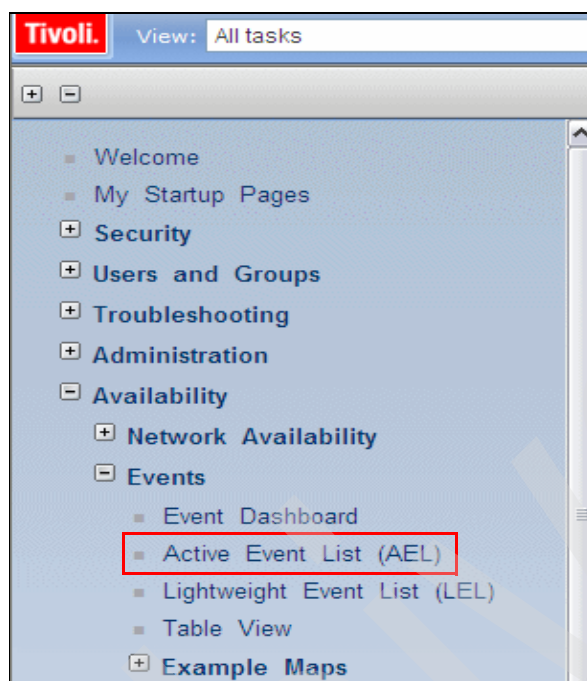 Tivoli. View: All tasks
Welcome
My Startup Pages
Security
Users and Groups
Troubleshooting
Administration
Availability
Network Availability
Events
Event Dashboard
Active Event List (AEL)
Lightweight Event List (LEL)
Table View
Example Maps